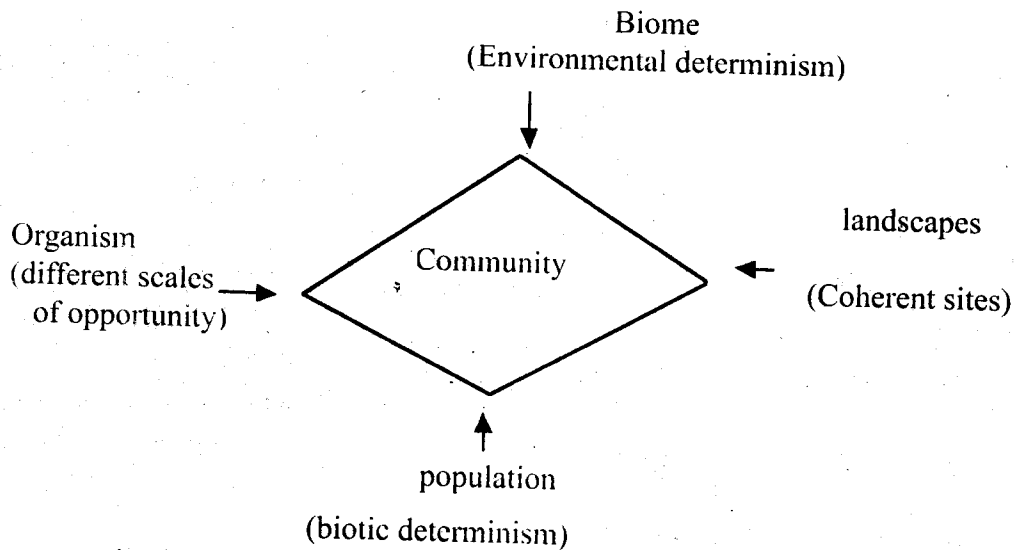 Biome
(Environmental determinism)
landscapes
(Coherent sites)
Organism
(different scales
of opportunity)
Community
population
(biotic determinism)